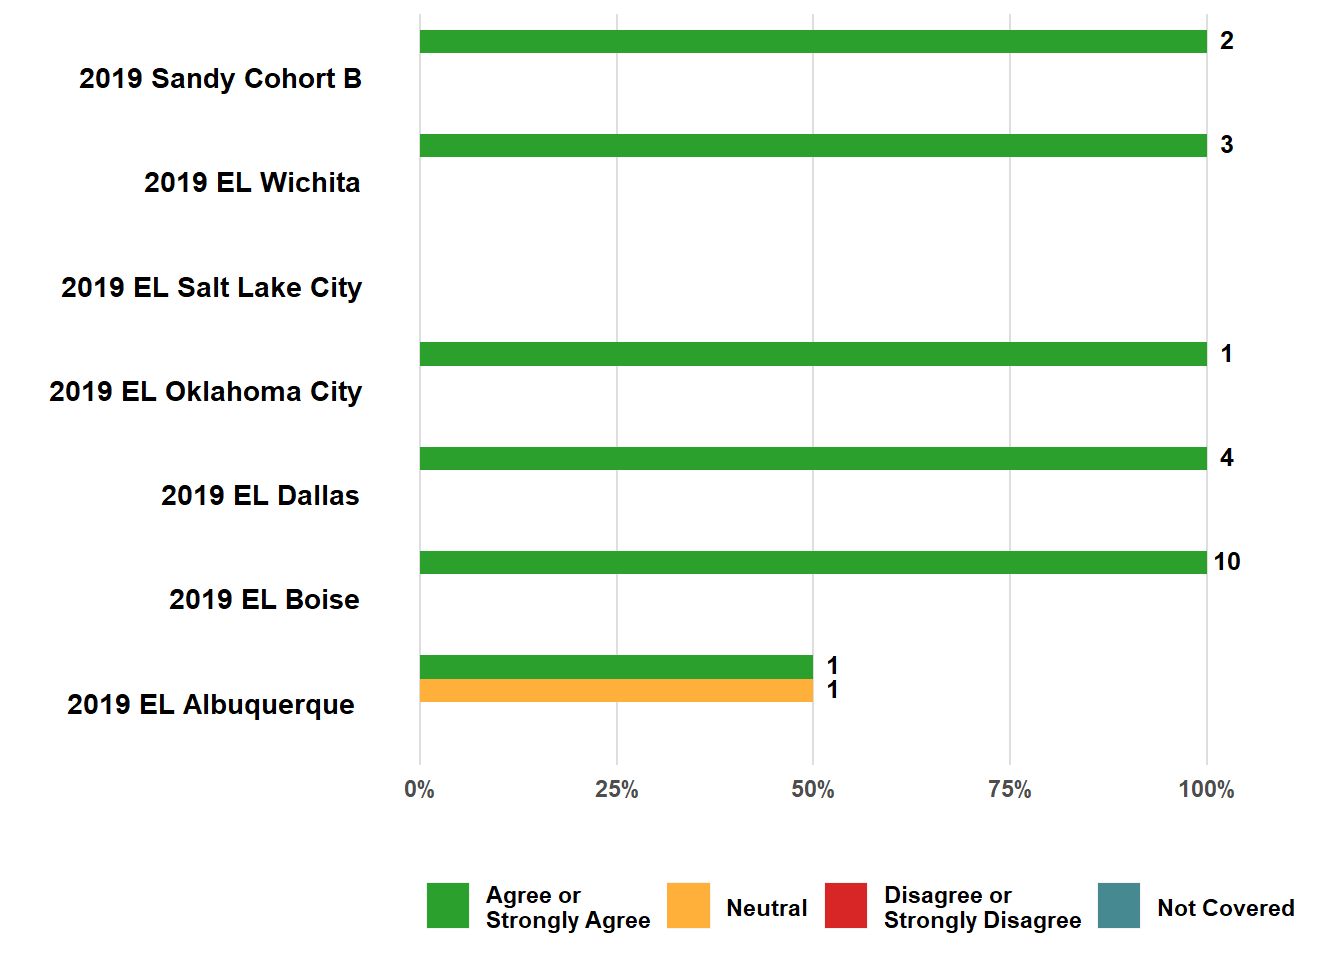 2
2019 Sandy Cohort B
3
2019 EL Wichita
2019 EL Salt Lake City
1
2019 EL Oklahoma City
4
2019 EL Dallas
10
2019 EL Boise
1
1
2019 EL Albuquerque
0% 25% 50% 75% 100%
Agree or
Strongly Agree
Neutral
Disagree or
Strongly Disagree
Not Covered